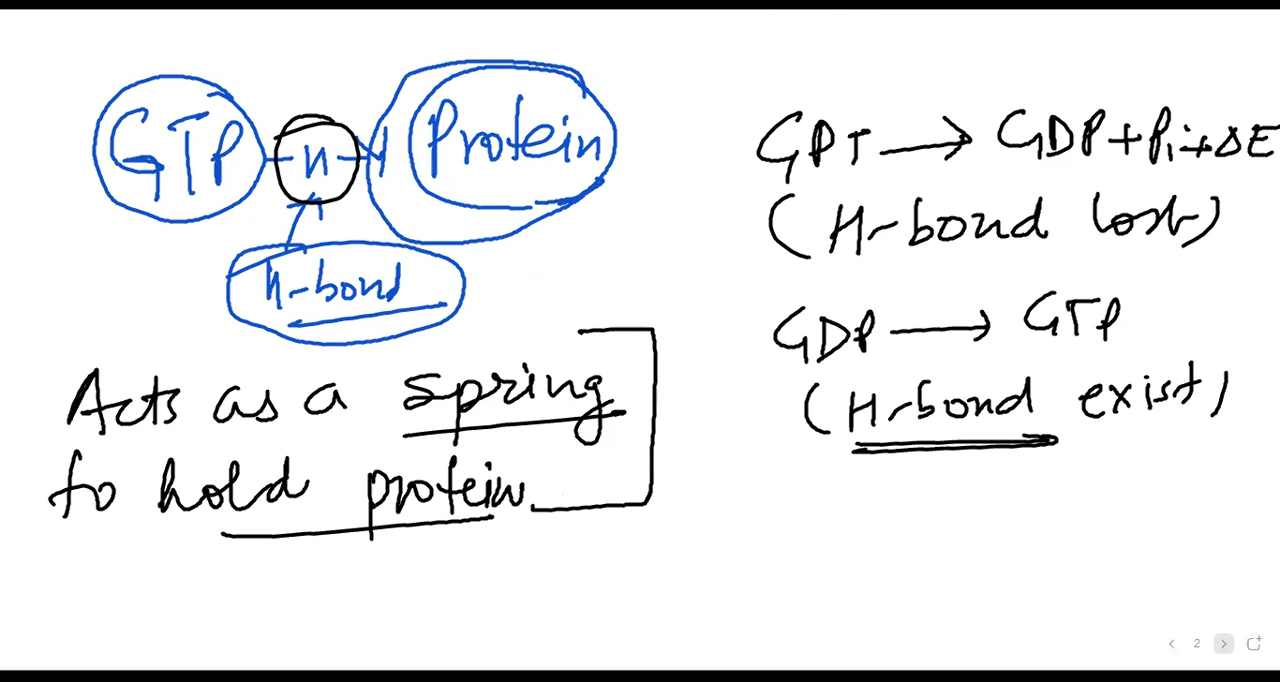 GTP - H - Protein
H-bond
Acts as a spring
to hold protein
GPT → GDP + Pi + ΔE
(H-bond lost)
GDP → GTP
(H-bond exist)
2